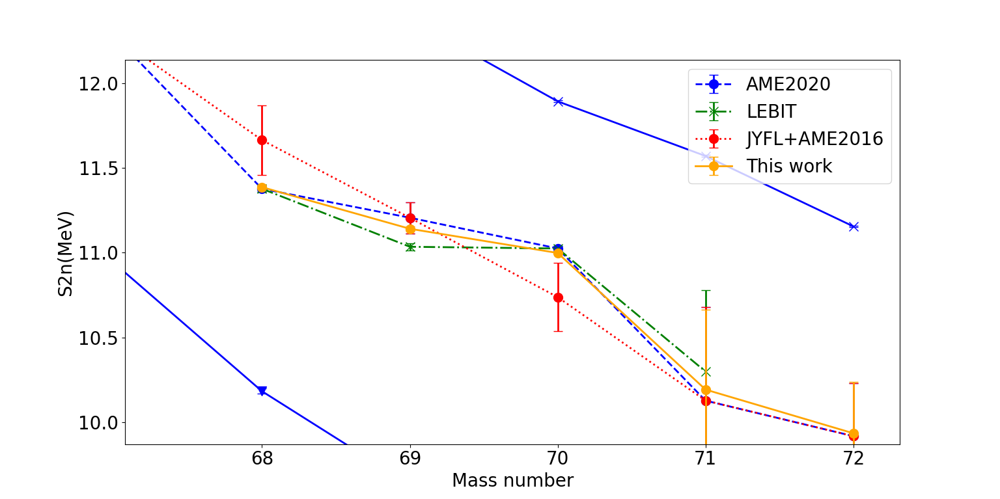 AME2020
LEBIT
JYFL+AME2016
This work
S2n(MeV)
12.0
11.5
11.0
10.5
10.0
68 69 70 71 72
Mass number